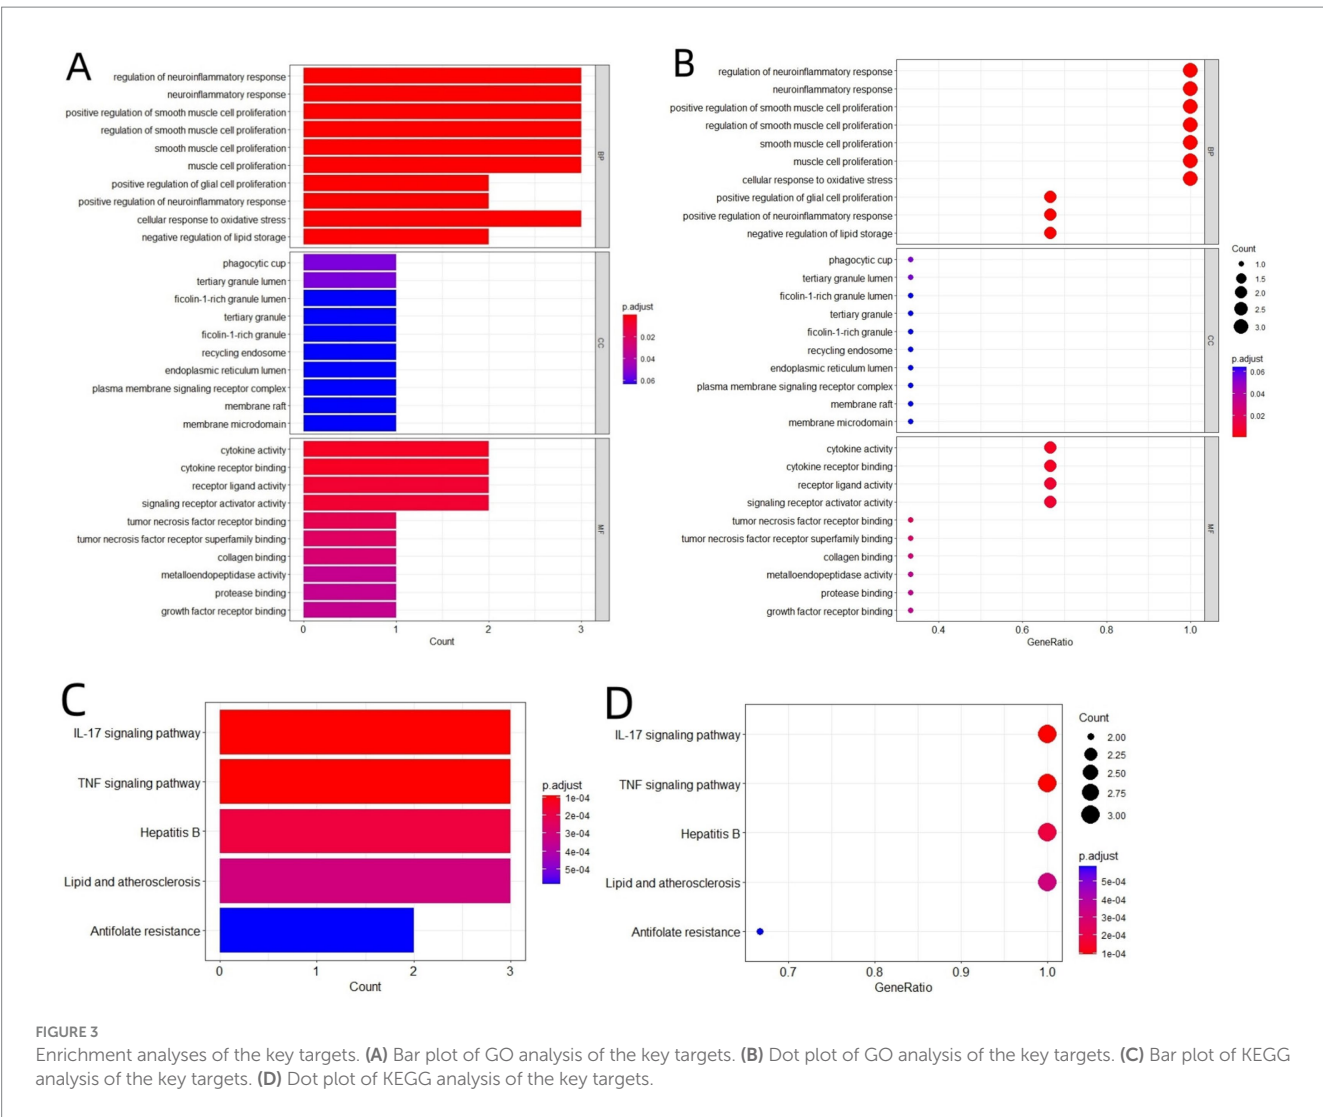 A
regulation of neuroinflammatory response
neuroinflammatory response
positive regulation of smooth muscle cell proliferation
regulation of smooth muscle cell proliferation
smooth muscle cell proliferation
muscle cell proliferation
positive regulation of glial cell proliferation
positive regulation of neuroinflammatory response
cellular response to oxidative stress
negative regulation of lipid storage
BP
phagocytic cup
tertiary granule lumen
ficolin-1-rich granule lumen
tertiary granule
ficolin-1-rich granule
recycling endosome
endoplasmic reticulum lumen
plasma membrane signaling receptor complex
membrane raft
membrane microdomain
CC
cytokine activity
cytokine receptor binding
receptor ligand activity
signaling receptor activator activity
tumor necrosis factor receptor binding
tumor necrosis factor receptor superfamily binding
collagen binding
metalloendopeptidase activity
protease binding
growth factor receptor binding
MF
0 1 2 3
Count
p.adjust
0.02
0.04
0.06
B
regulation of neuroinflammatory response
neuroinflammatory response
positive regulation of smooth muscle cell proliferation
regulation of smooth muscle cell proliferation
smooth muscle cell proliferation
muscle cell proliferation
cellular response to oxidative stress
positive regulation of glial cell proliferation
positive regulation of neuroinflammatory response
negative regulation of lipid storage
BP
phagocytic cup
tertiary granule lumen
ficolin-1-rich granule lumen
tertiary granule
ficolin-1-rich granule
recycling endosome
endoplasmic reticulum lumen
plasma membrane signaling receptor complex
membrane raft
membrane microdomain
CC
cytokine activity
cytokine receptor binding
receptor ligand activity
signaling receptor activator activity
tumor necrosis factor receptor binding
tumor necrosis factor receptor superfamily binding
collagen binding
metalloendopeptidase activity
protease binding
growth factor receptor binding
MF
0.4 0.6 0.8 1.0
GeneRatio
Count
1.0
1.5
2.0
2.5
3.0
p.adjust
0.06
0.04
0.02
C
IL-17 signaling pathway
TNF signaling pathway
Hepatitis B
Lipid and atherosclerosis
Antifolate resistance
0 1 2 3
Count
p.adjust
1e-04
2e-04
3e-04
4e-04
5e-04
D
IL-17 signaling pathway
TNF signaling pathway
Hepatitis B
Lipid and atherosclerosis
Antifolate resistance
0.7 0.8 0.9 1.0
GeneRatio
Count
2.00
2.25
2.50
2.75
3.00
p.adjust
5e-04
4e-04
3e-04
2e-04
1e-04
FIGURE 3
Enrichment analyses of the key targets. (A) Bar plot of GO analysis of the key targets. (B) Dot plot of GO analysis of the key targets. (C) Bar plot of KEGG
analysis of the key targets. (D) Dot plot of KEGG analysis of the key targets.